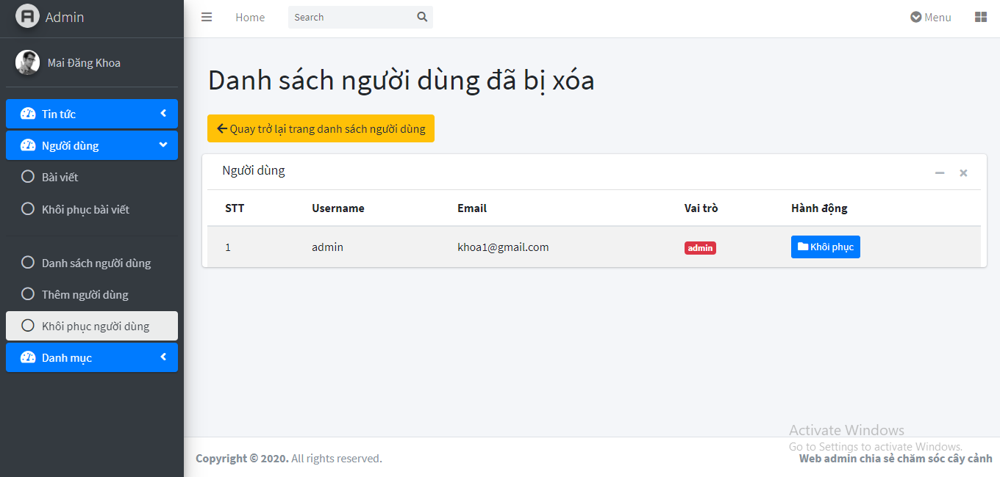 Admin
Home
Search
Menu
Mai Đăng Khoa
Tin tức
Người dùng
Bài viết
Khôi phục bài viết
Danh sách người dùng
Thêm người dùng
Khôi phục người dùng
Danh mục
Danh sách người dùng đã bị xóa
Quay trở lại trang danh sách người dùng
Người dùng
STT Username Email Vai trò Hành động
1 admin khoa1@gmail.com admin Khôi phục
Activate Windows
Go to Settings to activate Windows.
Copyright © 2020. All rights reserved.
Web admin chia sẻ chăm sóc cây cảnh